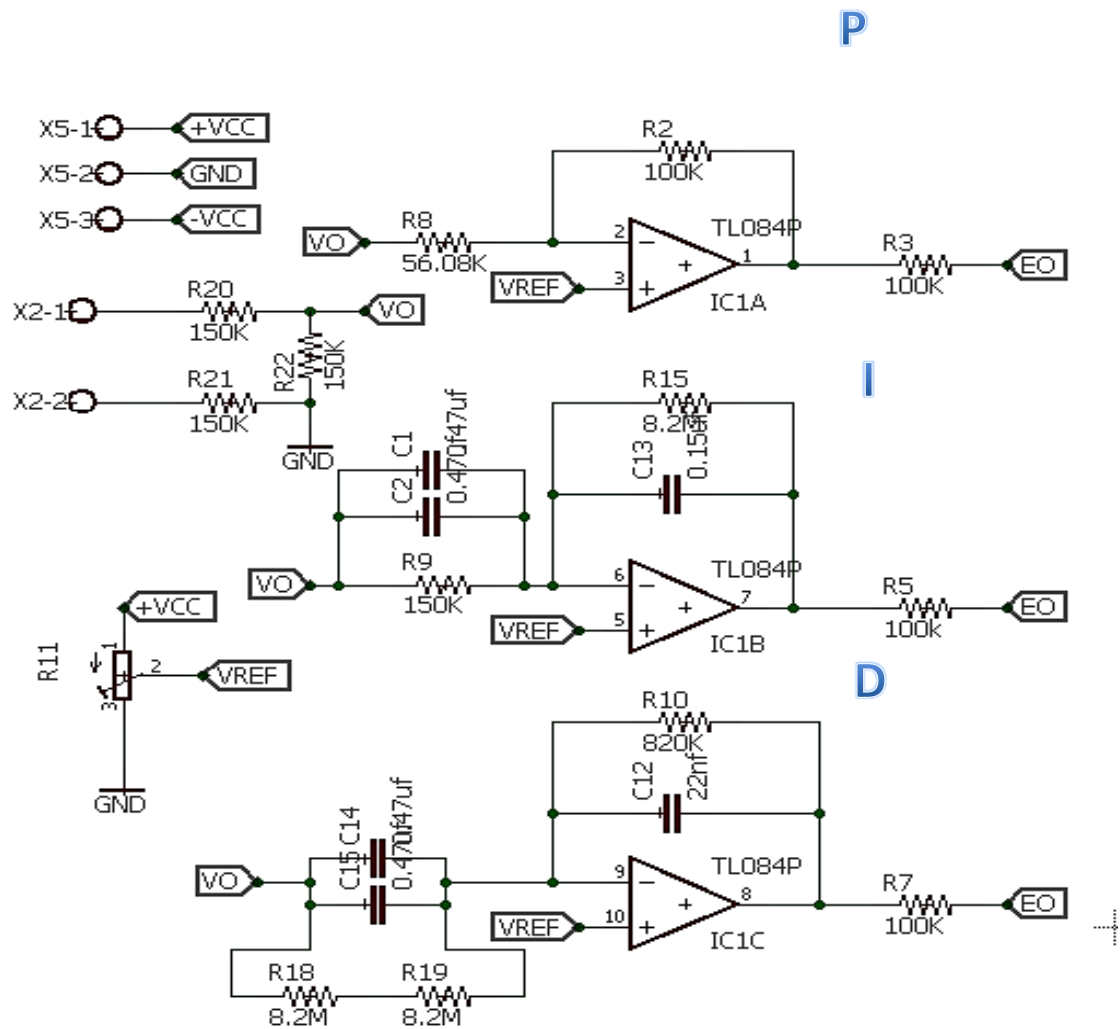 P
X5-1
+VCC
X5-2
GND
X5-3
-VCC
R2
100K
VO
R8
56.08K
2
3
VREF
TL084P
1
IC1A
R3
100K
EO
X2-1
R20
150K
VO
R22
150K
X2-2
R21
150K
GND
I
R15
8.2M
C13
C1
C2
0.47uf
VO
R9
150K
6
5
VREF
TL084P
7
IC1B
R5
100k
EO
+VCC
R11
1
2
3
VREF
GND
D
R10
820K
C12
22nf
C14
C15
0.47uf
VO
9
10
VREF
TL084P
8
IC1C
R7
100K
EO
R18
8.2M
R19
8.2M